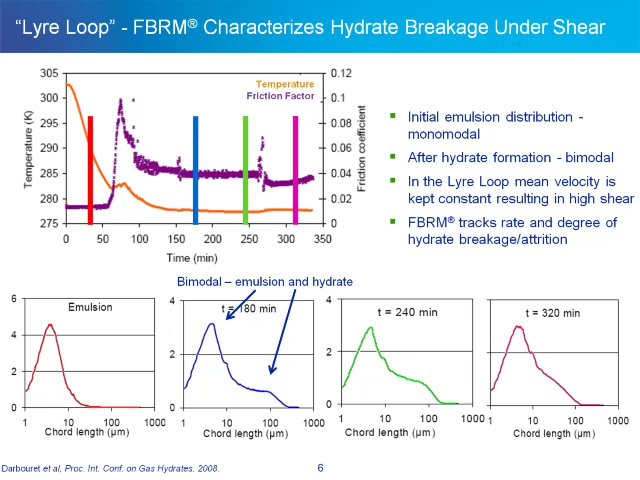 “Lyre Loop” - FBRM® Characterizes Hydrate Breakage Under Shear
Temperature
Friction Factor
Temperature (K)
305
300
295
290
285
280
275
0.12
0.1
0.08
0.06
0.04
0.02
0
Friction coefficient
0 50 100 150 200 250 300 350
Time (min)
Initial emulsion distribution -
monomodal
After hydrate formation - bimodal
In the Lyre Loop mean velocity is
kept constant resulting in high shear
FBRM® tracks rate and degree of
hydrate breakage/attrition
Bimodal – emulsion and hydrate
Emulsion
6
4
2
0
1 10 100 1000
Chord length (µm)
t = 180 min
4
2
0
1 10 100 1000
Chord length (µm)
t = 240 min
4
2
0
1 10 100 1000
Chord length (µm)
t = 320 min
1 10 100 1000
Chord length (µm)
Darbouret et al, Proc. Int. Conf. on Gas Hydrates. 2008.
6